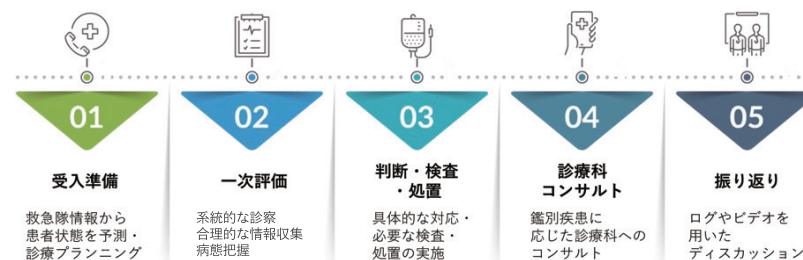 01
受入準備
救急隊情報から
患者状態を予測・
診療プランニング
02
一次評価
系統的な診察
合理的な情報収集
病態把握
03
判断・検査
・処置
具体的な対応・
必要な検査・
処置の実施
04
診療科
コンサルト
鑑別疾患に
応じた診療科への
コンサルト
05
振り返り
ログやビデオを
用いた
ディスカッション